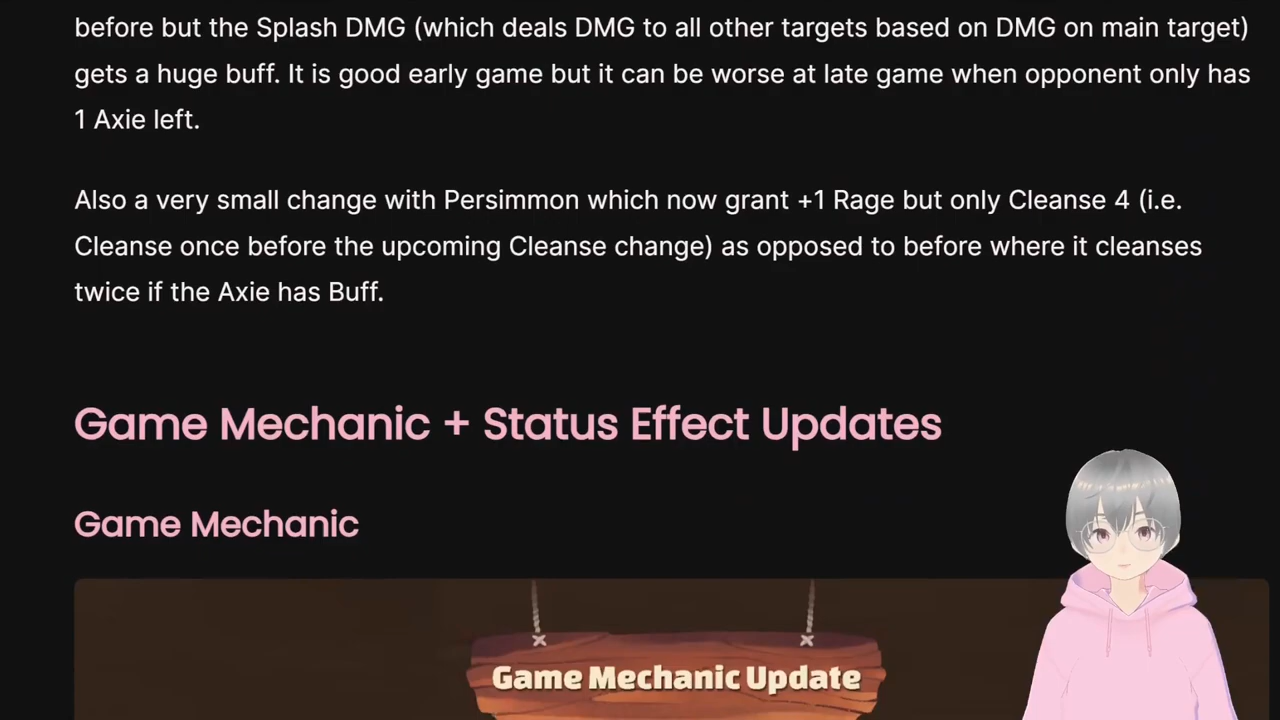 before but the Splash DMG (which deals DMG to all other targets based on DMG on main target)
gets a huge buff. It is good early game but it can be worse at late game when opponent only has
1 Axie left.
Also a very small change with Persimmon which now grant +1 Rage but only Cleanse 4 (i.e.
Cleanse once before the upcoming Cleanse change) as opposed to before where it cleanses
twice if the Axie has Buff.
Game Mechanic + Status Effect Updates
Game Mechanic
Game Mechanic Update